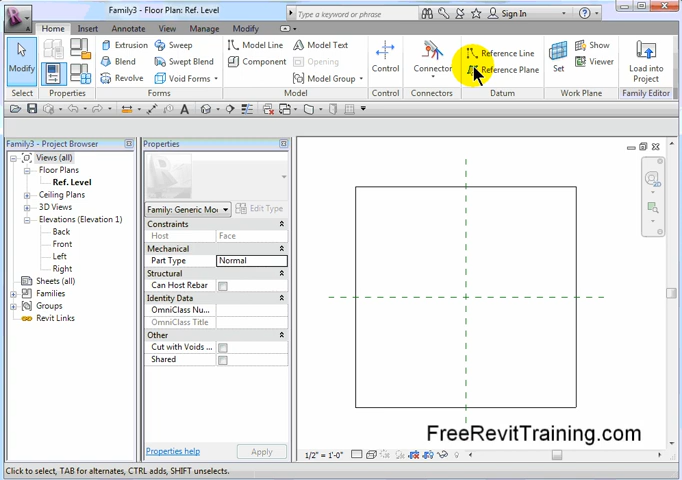 Family3 - Floor Plan: Ref. Level
Type a keyword or phrase
Sign In
Home Insert Annotate View Manage Modify
Modify
Extrusion Sweep
Blend Swept Blend
Revolve Void Forms
Model Line Model Text
Component Opening
Model Group
Control
Connector
Reference Line
Reference Plane
Set
Show
Viewer
Load into
Project
Select Properties Forms Model Control Connectors Datum Work Plane Family Editor
Family3 - Project Browser
Views (all)
Floor Plans
Ref. Level
Ceiling Plans
3D Views
Elevations (Elevation 1)
Back
Front
Left
Right
Sheets (all)
Families
Groups
Revit Links
Properties
Family: Generic Mod
Edit Type
Constraints
Host Face
Mechanical
Part Type Normal
Structural
Can Host Rebar
Identity Data
OmniClass Nu...
OmniClass Title
Other
Cut with Voids ...
Shared
Properties help
Apply
FreeRevitTraining.com
1/2" = 1'-0"
Click to select, TAB for alternates, CTRL adds, SHIFT unselects.